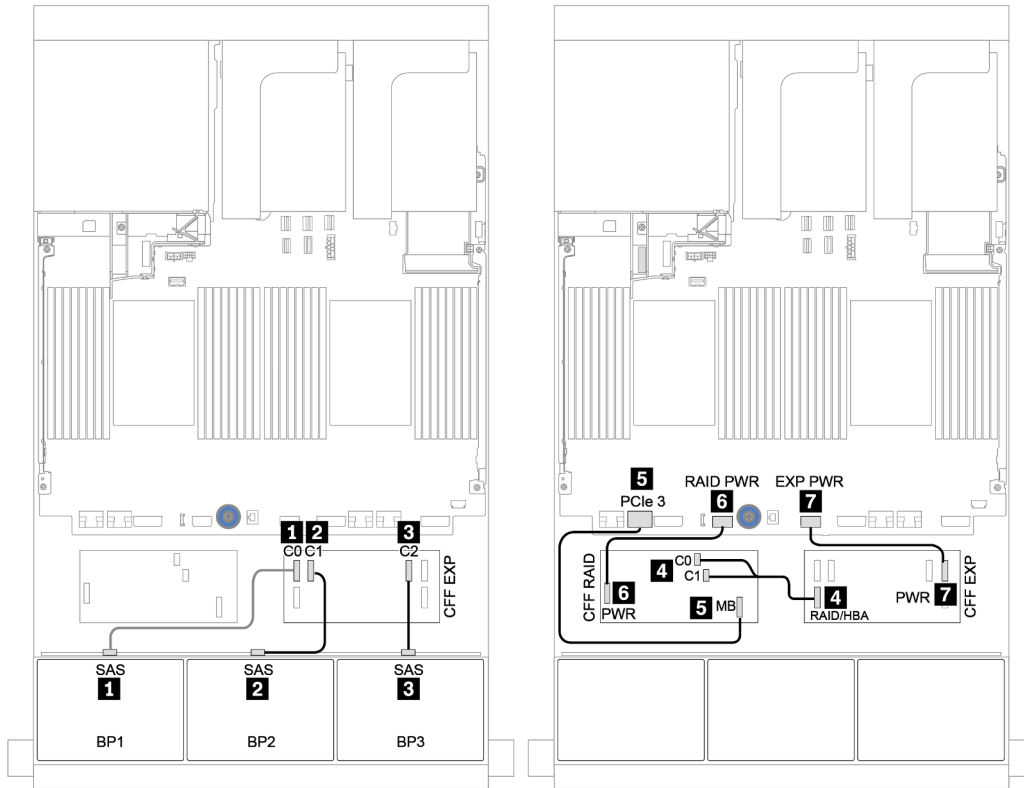 1 2 3
C0 C1 C2
CFF EXP
SAS SAS SAS
1 2 3
BP1 BP2 BP3
5 RAID PWR EXP PWR
PCIe 3 6 7
CFF RAID
C0
4 C1
6
PWR
5 MB
4
RAID/HBA
PWR 7
CFF EXP